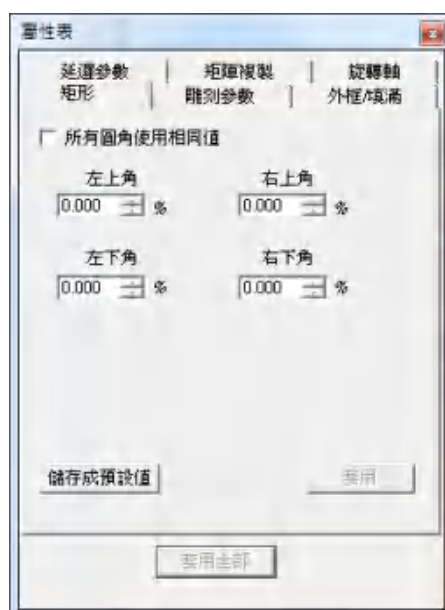 屬性表
延遲參數 矩陣複製 旋轉軸
矩形 雕刻參數 外框/填滿
所有圓角使用相同值
左上角 右上角
0.000 % 0.000 %
左下角 右下角
0.000 % 0.000 %
儲存成預設值 套用
套用全部